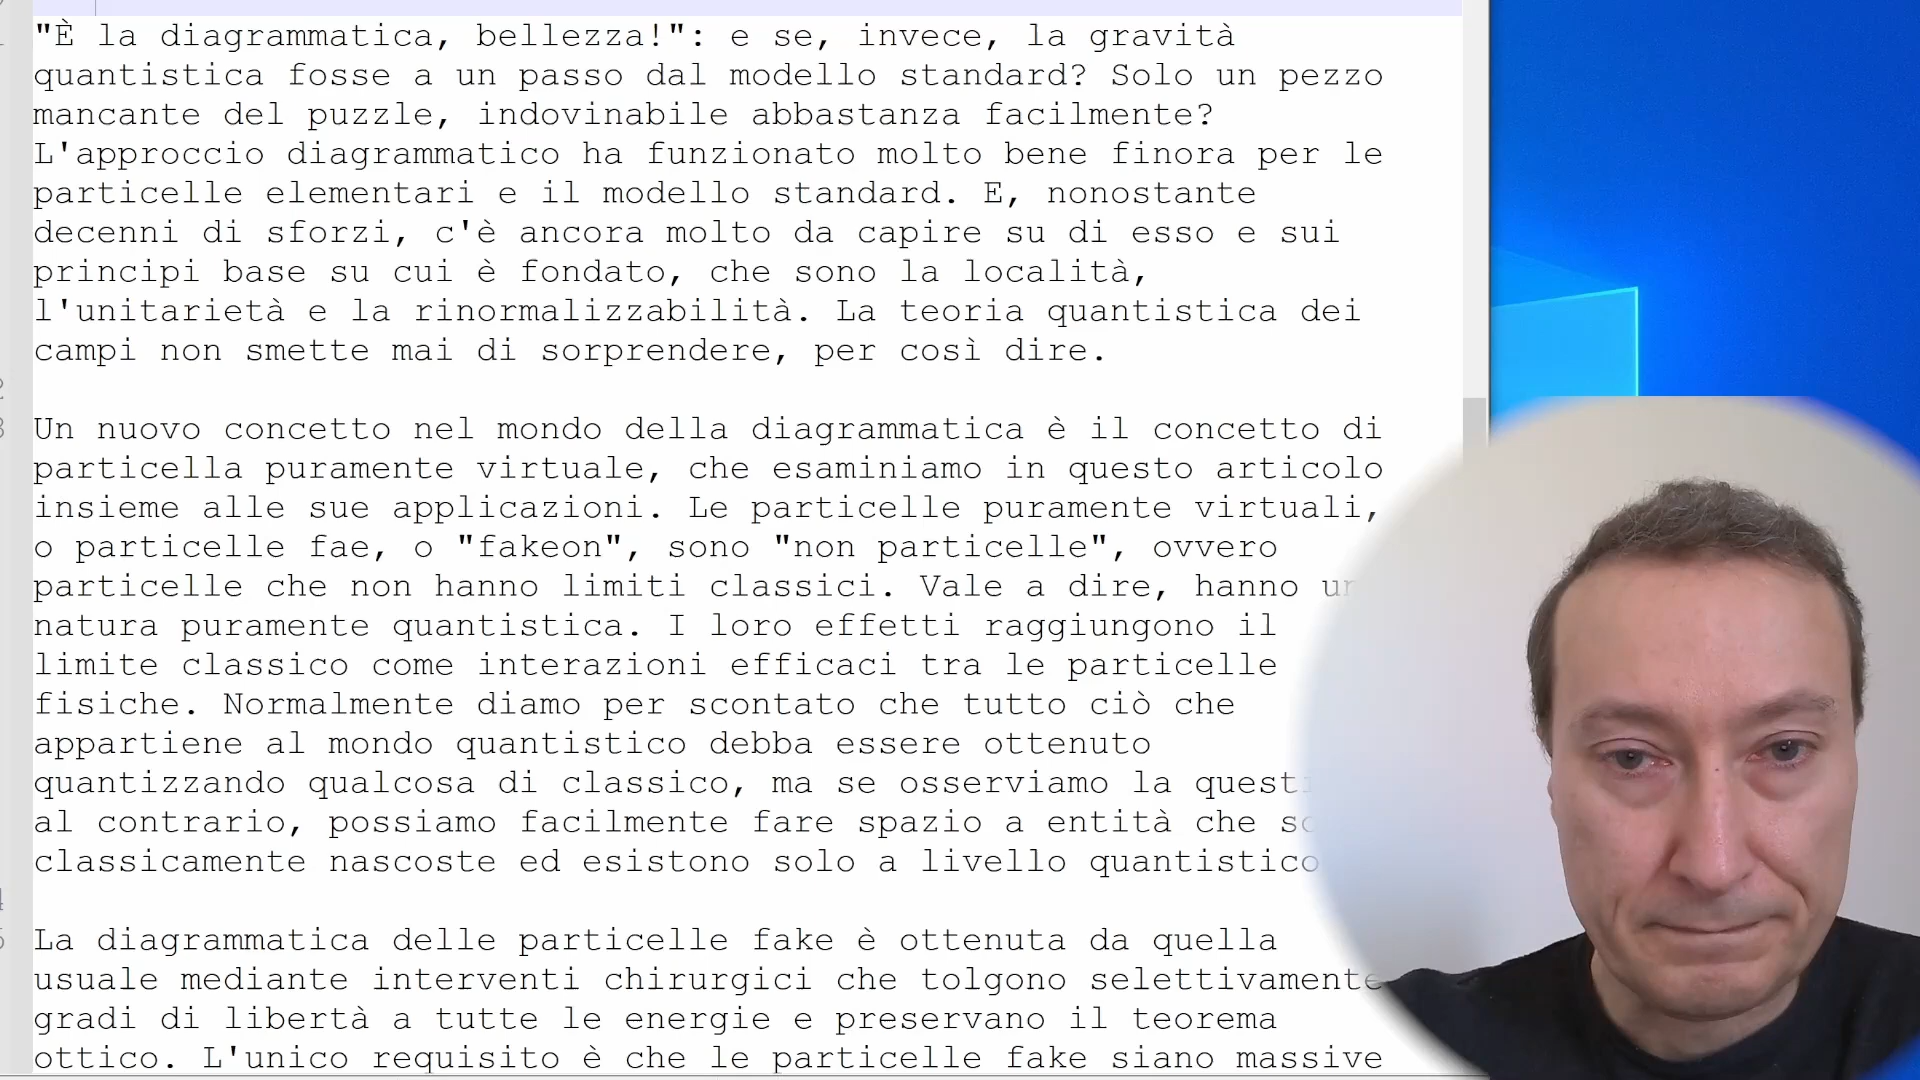 "È la diagrammatica, bellezza!": e se, invece, la gravità
quantistica fosse a un passo dal modello standard? Solo un pezzo
mancante del puzzle, indovinabile abbastanza facilmente?
L'approccio diagrammatico ha funzionato molto bene finora per le
particelle elementari e il modello standard. E, nonostante
decenni di sforzi, c'è ancora molto da capire su di esso e sui
principi base su cui è fondato, che sono la località,
l'unitarietà e la rinormalizzabilità. La teoria quantistica dei
campi non smette mai di sorprendere, per così dire.
Un nuovo concetto nel mondo della diagrammatica è il concetto di
particella puramente virtuale, che esaminiamo in questo articolo
insieme alle sue applicazioni. Le particelle puramente virtuali,
o particelle fae, o "fakeon", sono "non particelle", ovvero
particelle che non hanno limiti classici. Vale a dire, hanno
natura puramente quantistica. I loro effetti raggiungono il
limite classico come interazioni efficaci tra le particelle
fisiche. Normalmente diamo per scontato che tutto ciò che
appartiene al mondo quantistico debba essere ottenuto
quantizzando qualcosa di classico, ma se osserviamo la
al contrario, possiamo facilmente fare spazio a entità che
classicamente nascoste ed esistono solo a livello quantistico
La diagrammatica delle particelle fake è ottenuta da quella
usuale mediante interventi chirurgici che tolgono selettivamente
gradi di libertà a tutte le energie e preservano il teorema
ottico. L'unico requisito è che le particelle fake siano massive